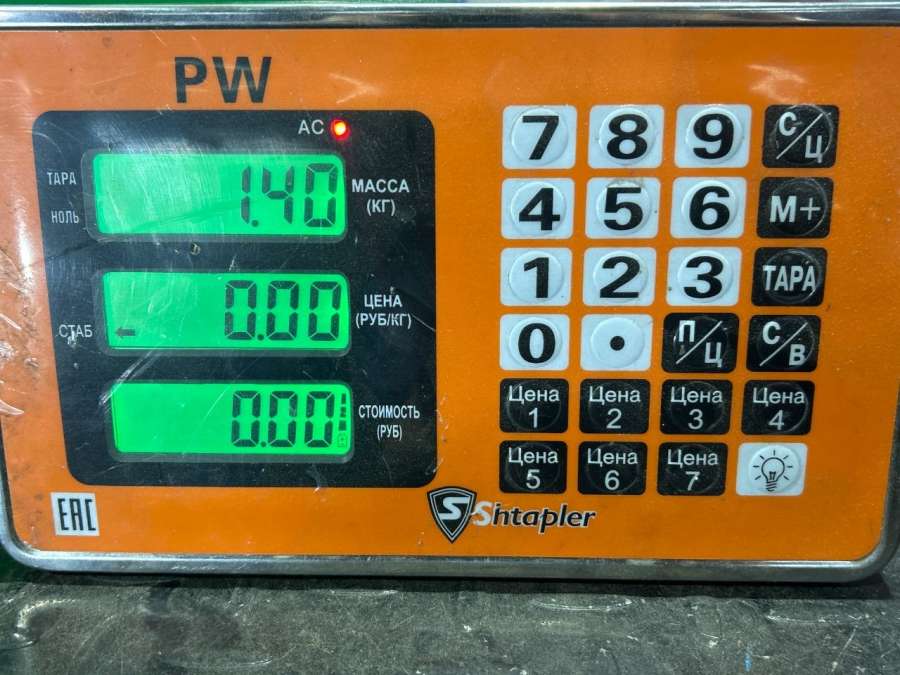 PW
AC
ТАРА
НОЛЬ
1.40
МАССА
(КГ)
СТАБ
0.00
ЦЕНА
(РУБ/КГ)
0.00
СТОИМОСТЬ
(РУБ)
7 8 9 С/Ц
4 5 6 М+
1 2 3 ТАРА
0 . П/Ц С/В
Цена 1 Цена 2 Цена 3 Цена 4
Цена 5 Цена 6 Цена 7
EAC
S Shtapler